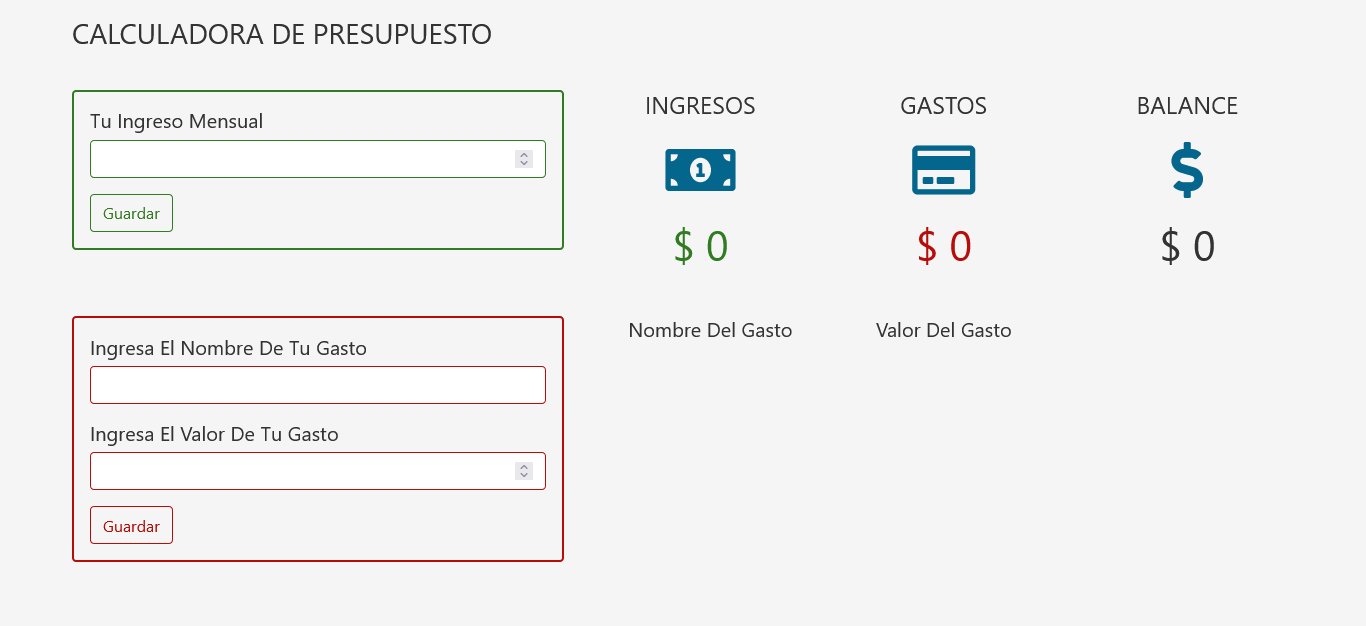 CALCULADORA DE PRESUPUESTO
Tu Ingreso Mensual
Guardar
INGRESOS
1
$ 0
GASTOS
$ 0
BALANCE
$
$ 0
Ingresa El Nombre De Tu Gasto
Ingresa El Valor De Tu Gasto
Guardar
Nombre Del Gasto
Valor Del Gasto